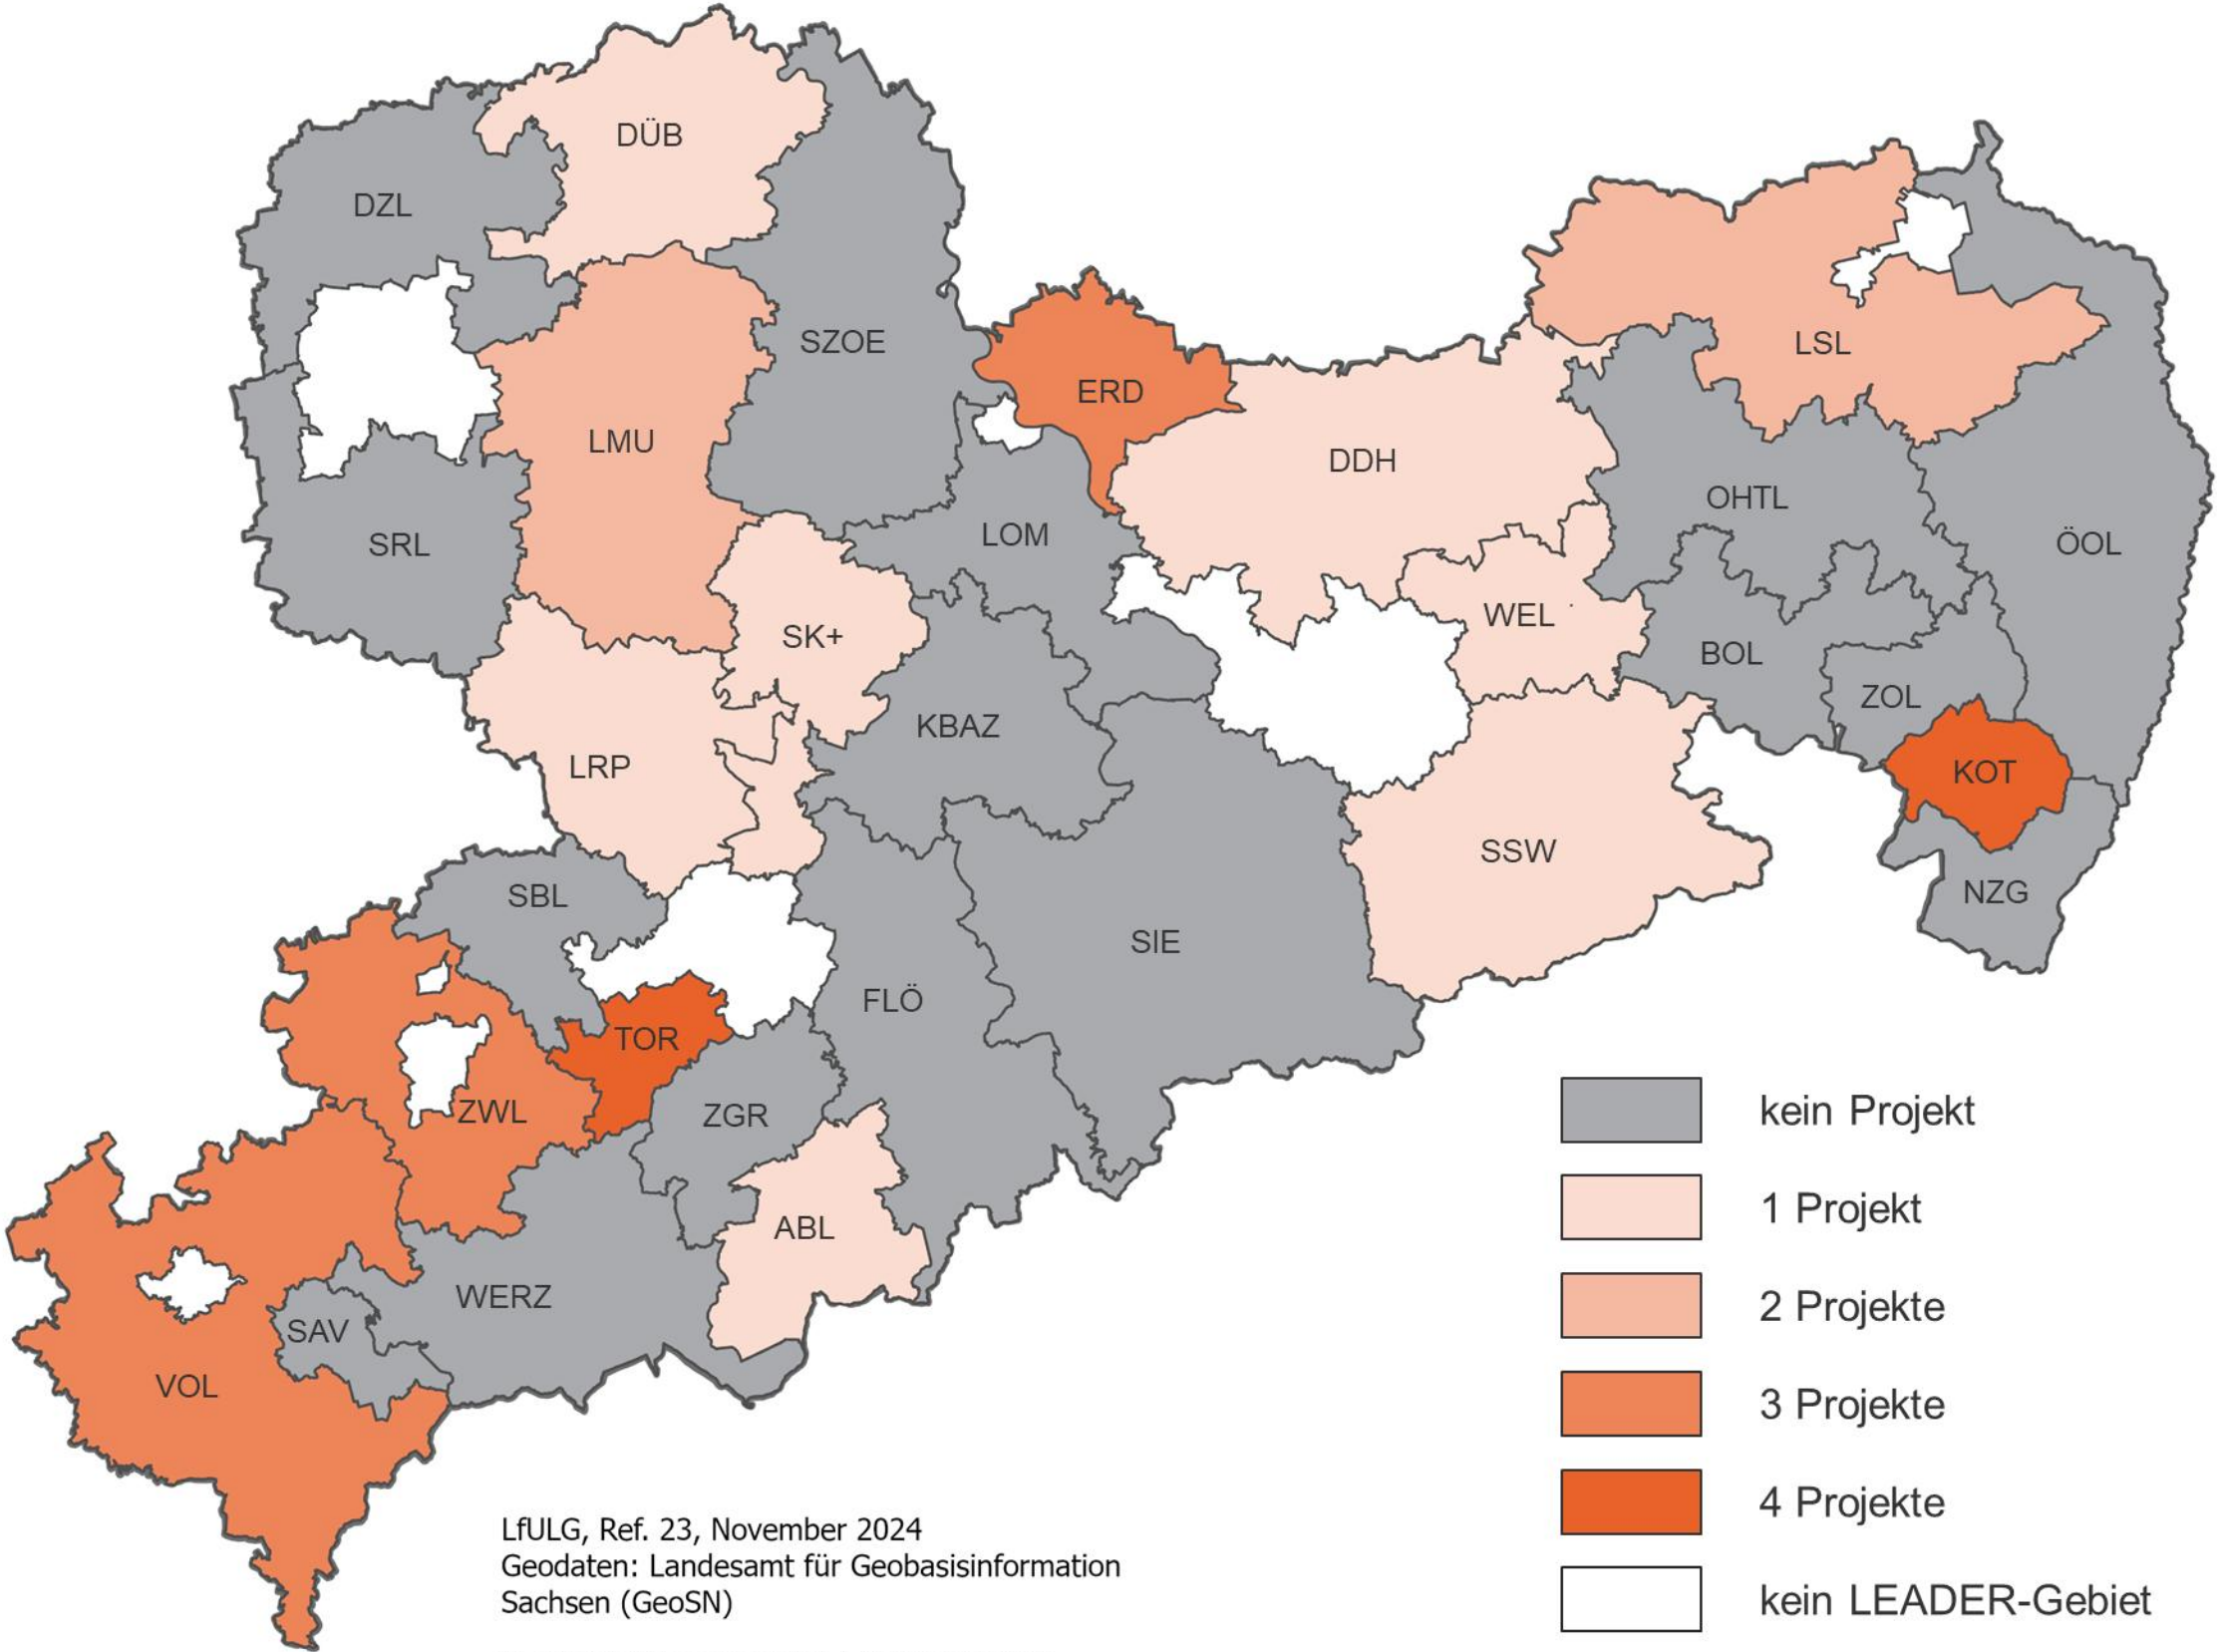 DÜB
DZL
SZOE
LSL
ERD
LMU
DDH
OHTL
SRL
LOM
ÖOL
WEL
SK+
BOL
ZOL
KBAZ
LRP
KOT
SSW
SBL
NZG
SIE
FLÖ
TOR
ZWL
ZGR
ABL
WERZ
SAV
VOL
kein Projekt
1 Projekt
2 Projekte
3 Projekte
4 Projekte
kein LEADER-Gebiet
LfULG, Ref. 23, November 2024
Geodaten: Landesamt für Geobasisinformation
Sachsen (GeoSN)